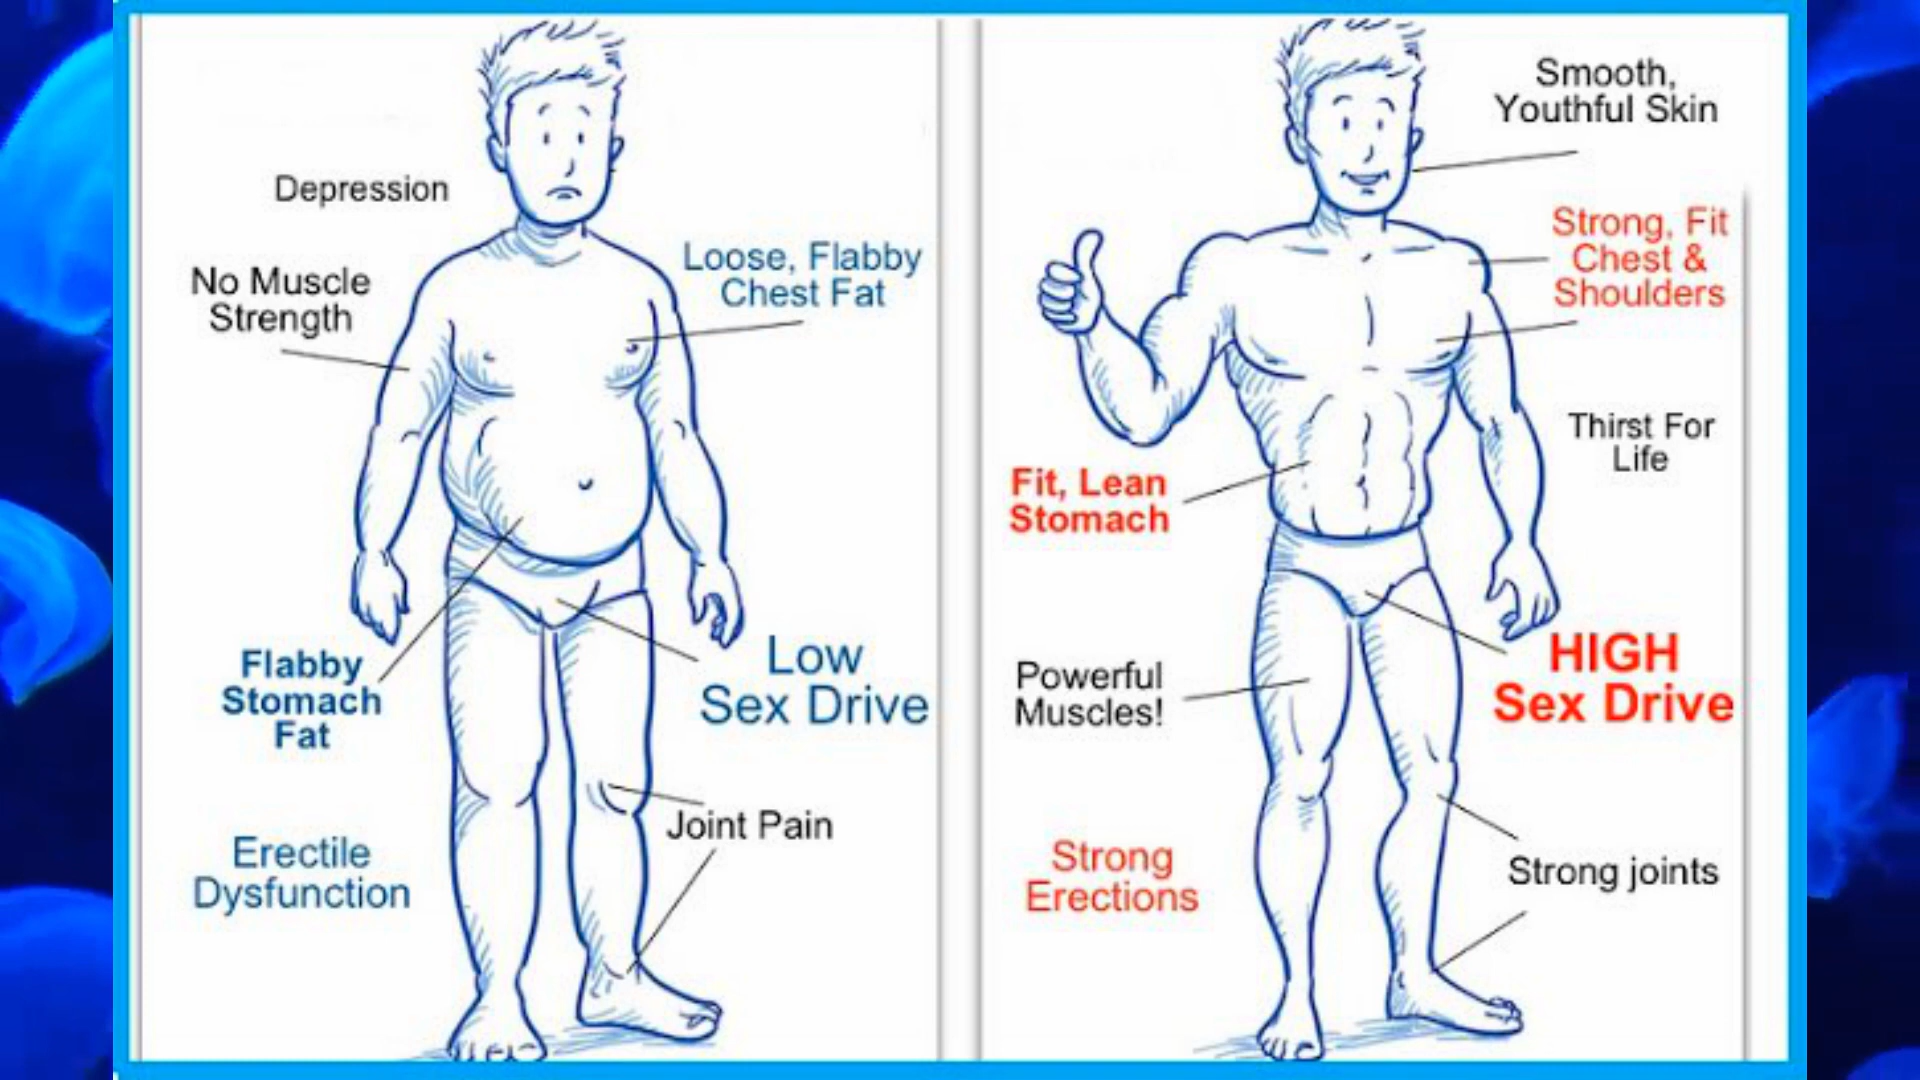 Depression
No Muscle
Strength
Loose, Flabby
Chest Fat
Flabby
Stomach
Fat
Low
Sex Drive
Joint Pain
Erectile
Dysfunction
Smooth,
Youthful Skin
Strong, Fit
Chest &
Shoulders
Thirst For
Life
Fit, Lean
Stomach
HIGH
Sex Drive
Powerful
Muscles!
Strong
Erections
Strong joints